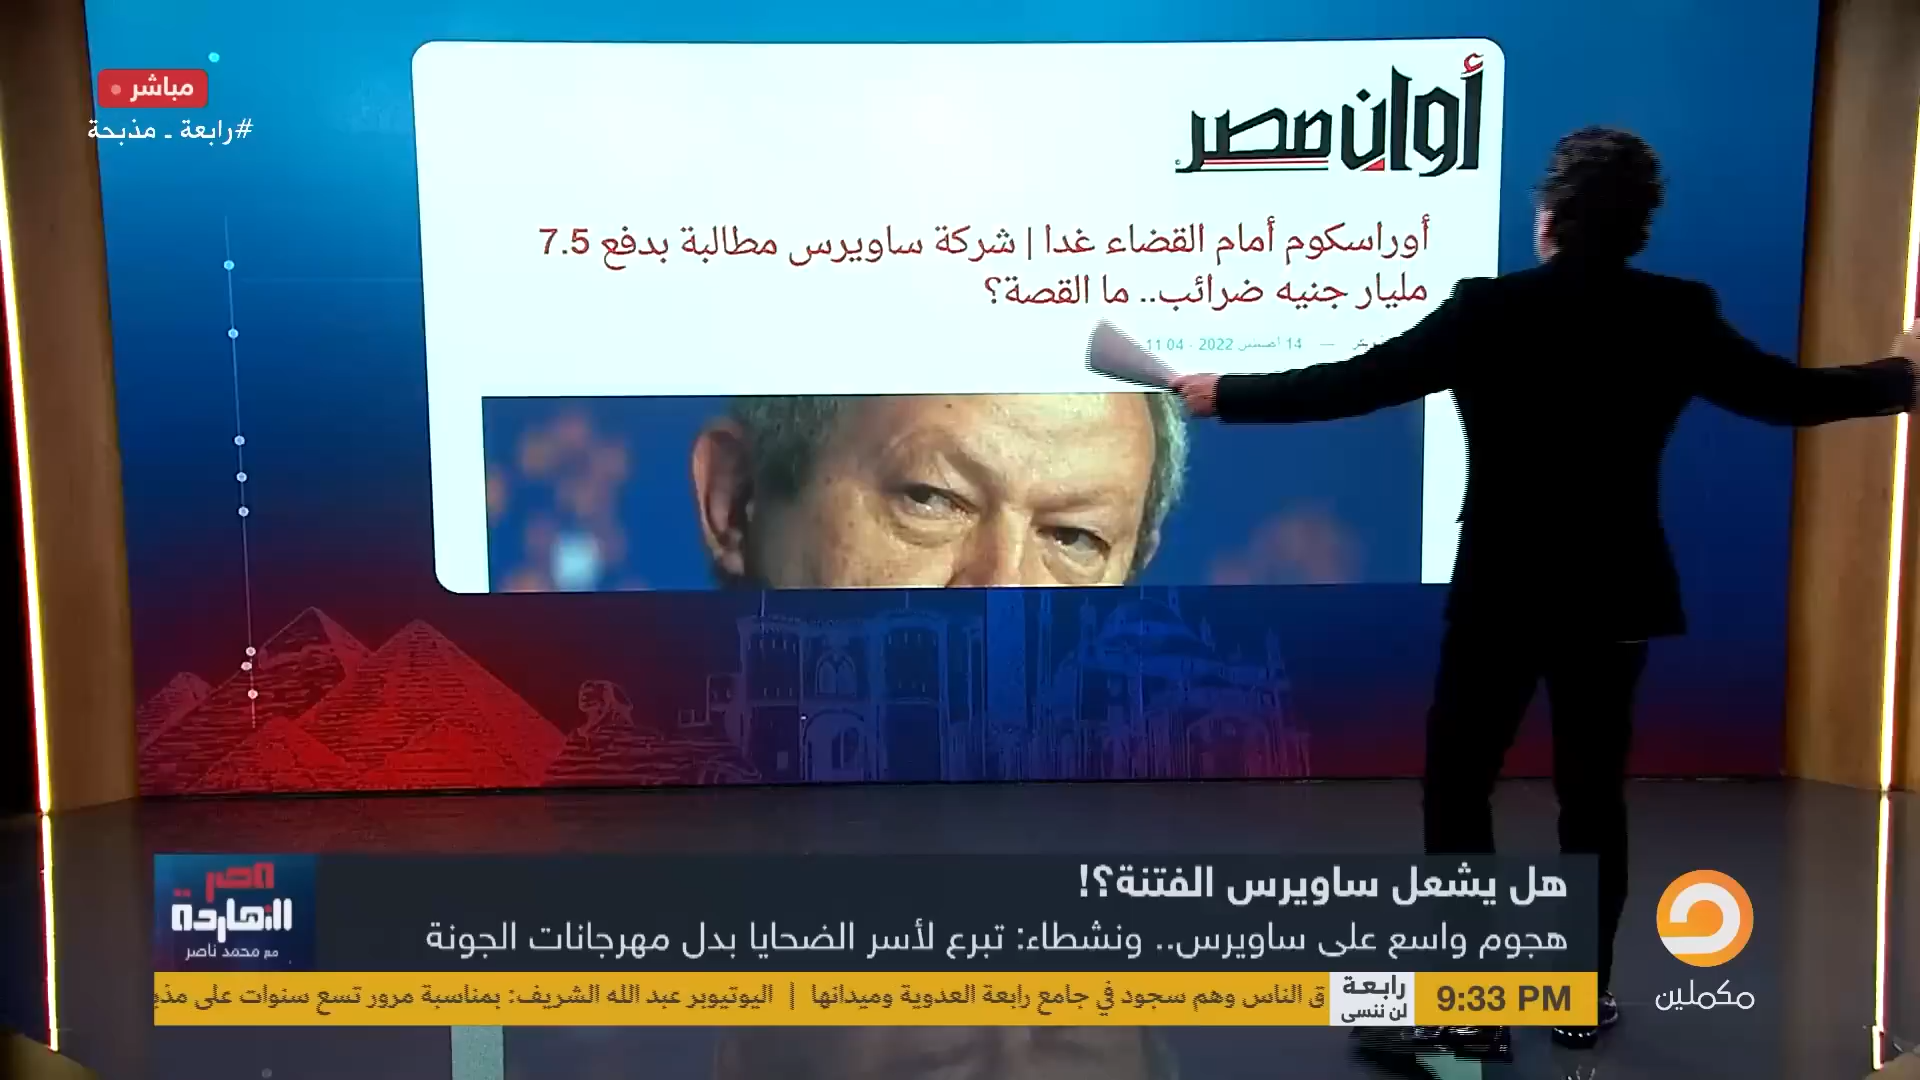 مباشر
#رابعة - مذبحة
أوان مصر
أوراسكوم أمام القضاء غدا | شركة ساويرس مطالبة بدفع 7.5
مليار جنيه ضرائب.. ما القصة؟
14 أغسطس 2022 - 04 11
هل يشعل ساويرس الفتنة؟!
هجوم واسع على ساويرس.. ونشطاء: تبرع لأسر الضحايا بدل مهرجانات الجونة
مصر
النهاردة
مع محمد ناصر
9:33 PM
رابعة
لن ننسى
ق الناس وهم سجود في جامع رابعة العدوية وميدانها | اليوتيوبر عبد الله الشريف: بمناسبة مرور تسع سنوات على مذب
مكملين